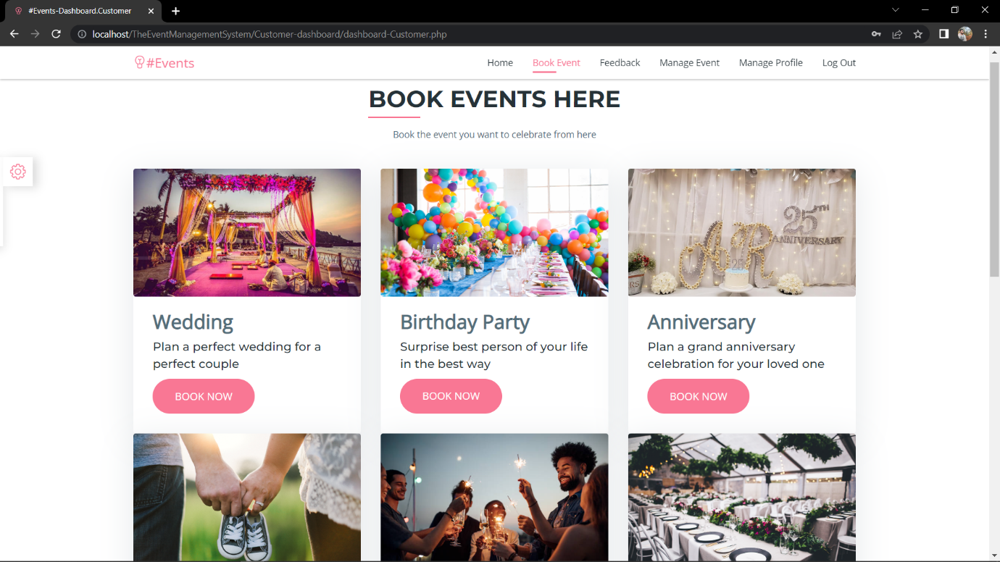 #Events-Dashboard.Customer
localhost/TheEventManagementSystem/Customer-dashboard/dashboard-Customer.php
#Events
Home Book Event Feedback Manage Event Manage Profile Log Out
BOOK EVENTS HERE
Book the event you want to celebrate from here
25TH
ANNIVERSARY
A R
25
RS
Wedding Birthday Party Anniversary
Plan a perfect wedding for a Surprise best person of your life Plan a grand anniversary
perfect couple in the best way celebration for your loved one
BOOK NOW BOOK NOW BOOK NOW